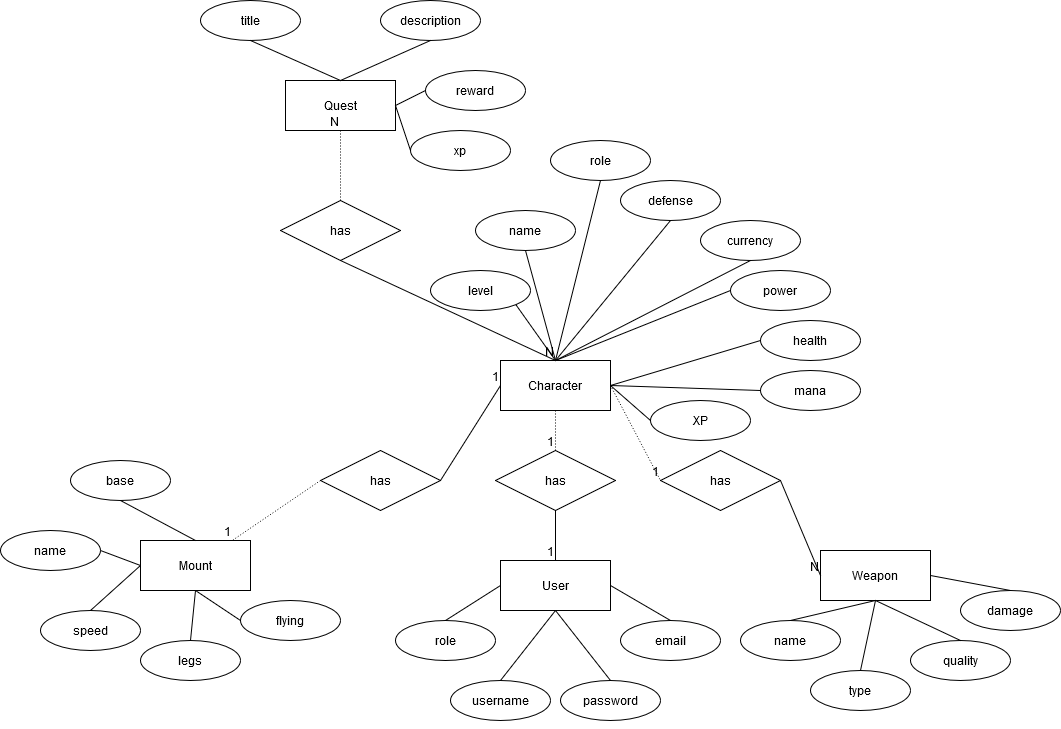 title
description
Quest
reward
N
xp
role
defense
has
name
currency
level
power
health
N
1
Character
mana
XP
1
base
has
has
1
has
1
name
Mount
1
User
N
Weapon
flying
damage
speed
role
email
name
legs
quality
type
username
password